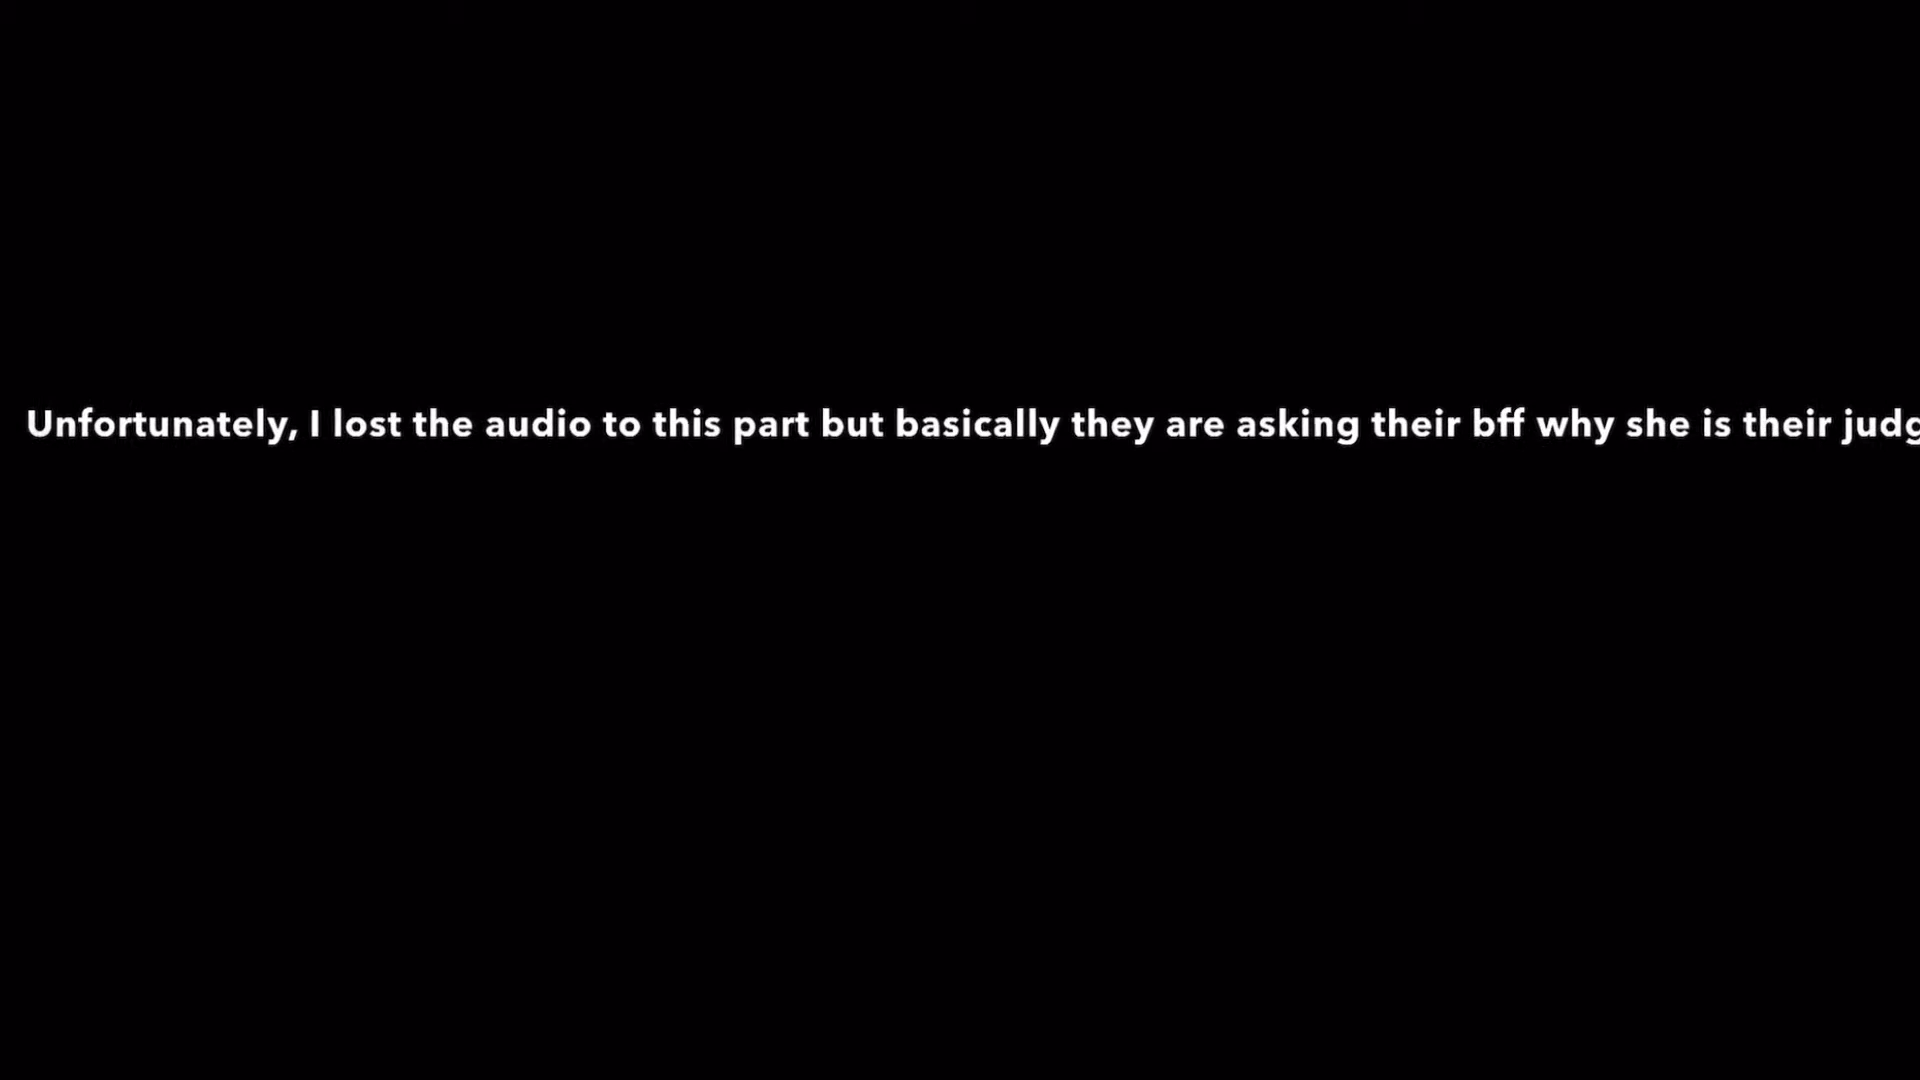 Unfortunately, I lost the audio to this part but basically they are asking their bff why she is their